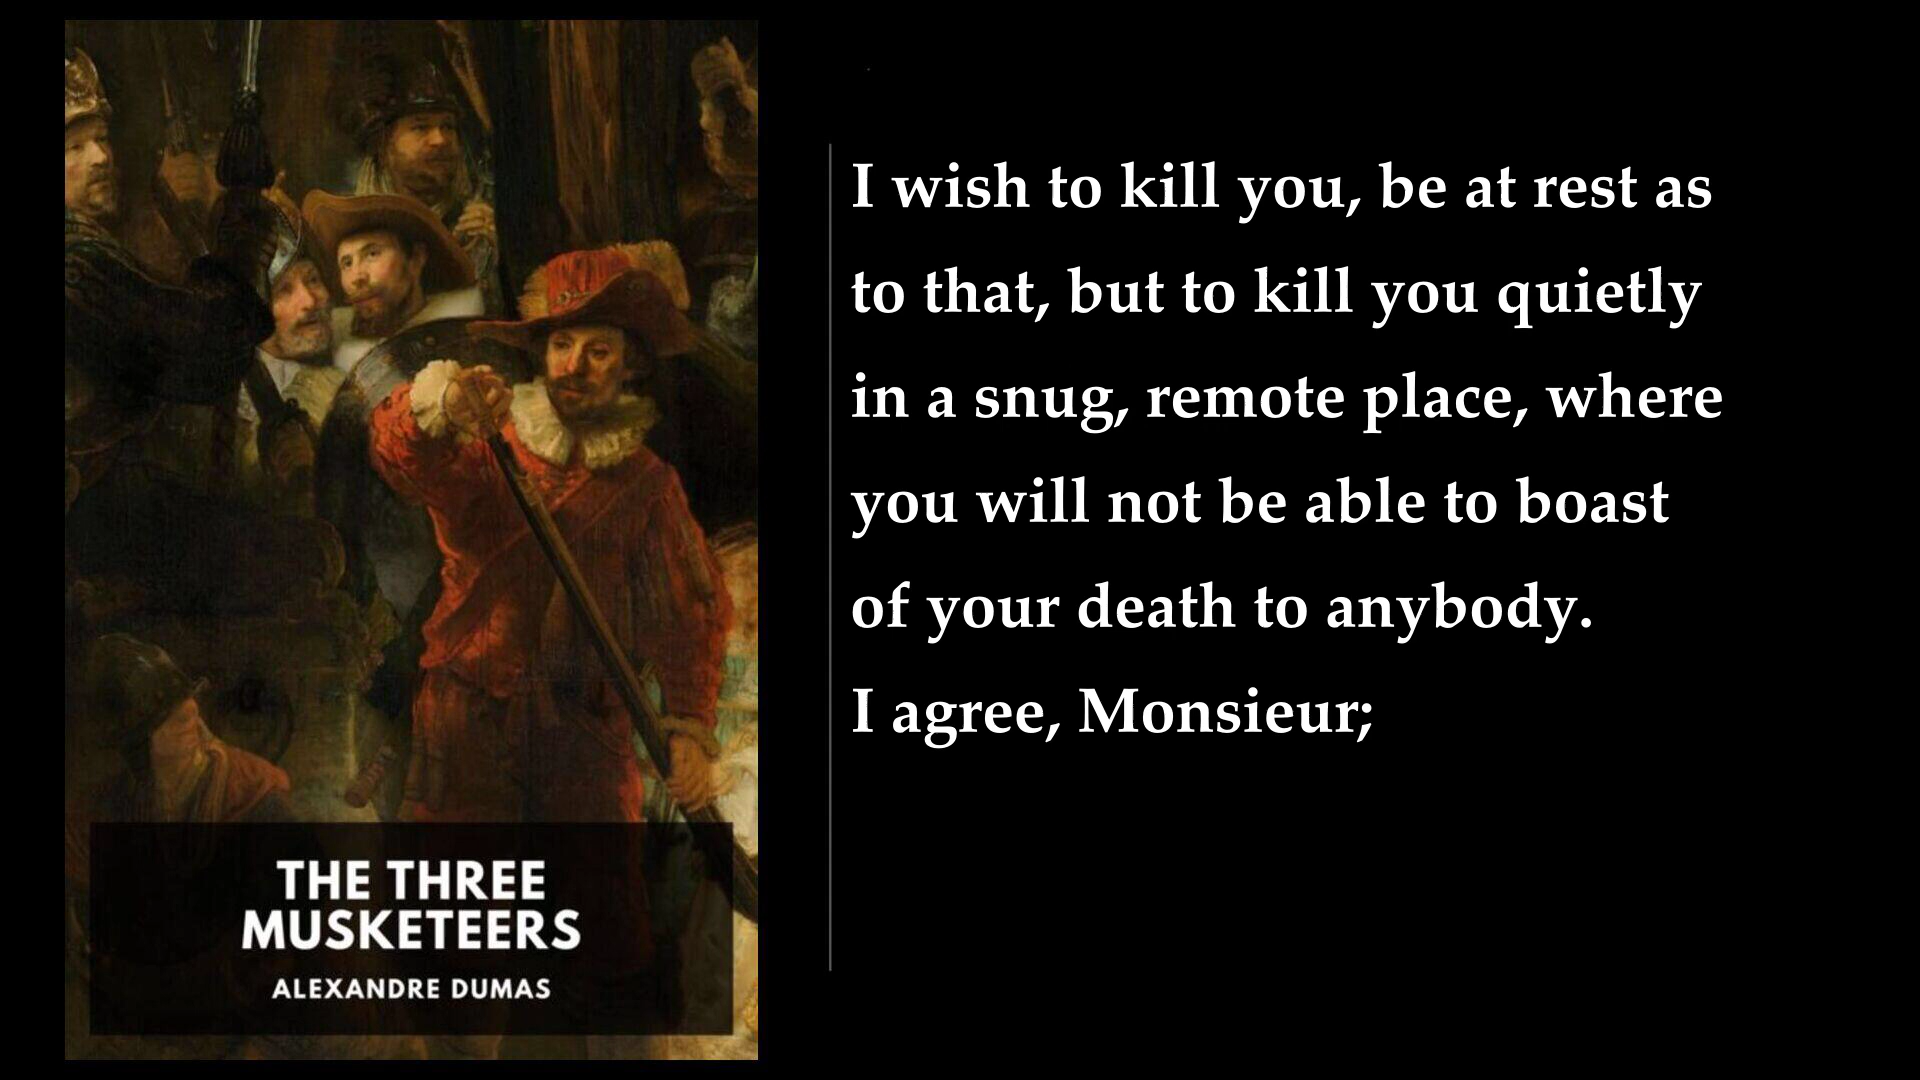 THE THREE
MUSKETEERS
ALEXANDRE DUMAS
I wish to kill you, be at rest as
to that, but to kill you quietly
in a snug, remote place, where
you will not be able to boast
of your death to anybody.
I agree, Monsieur;